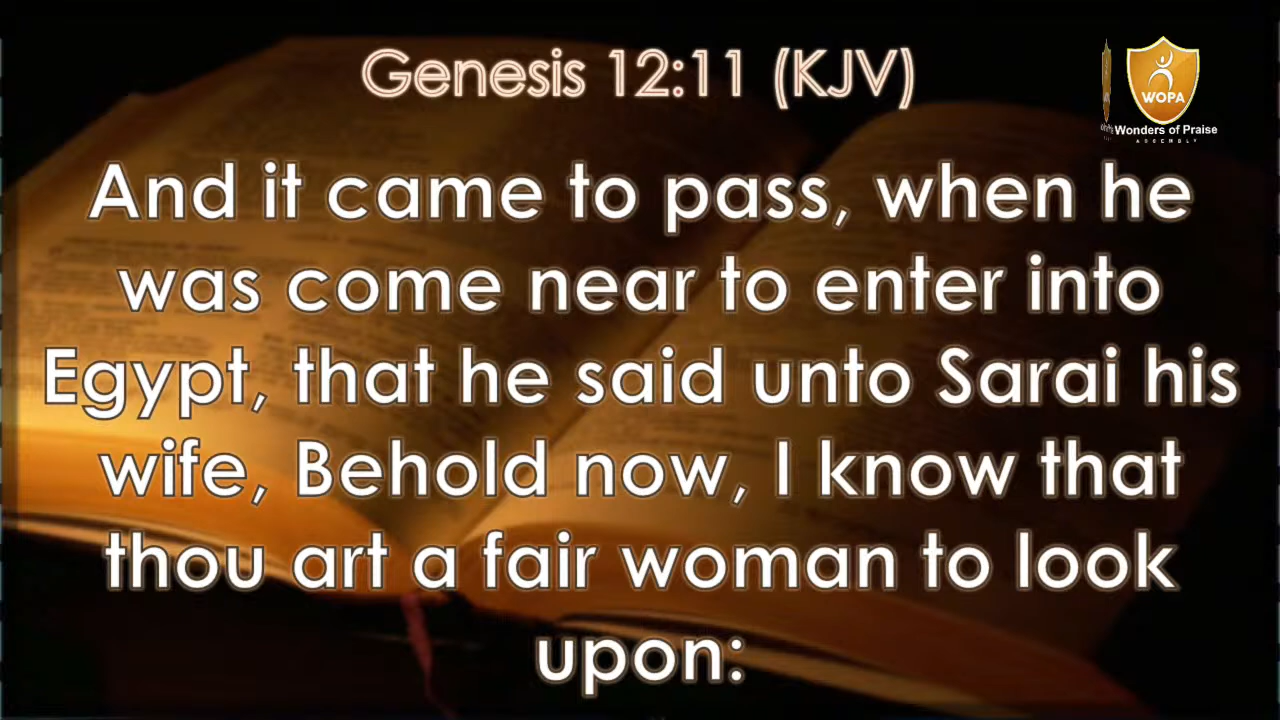 Genesis 12:11 (KJV)
WOPA
Wonders of Praise
And it came to pass, when he
was come near to enter into
Egypt, that he said unto Sarai his
wife, Behold now, I know that
thou art a fair woman to look
upon: